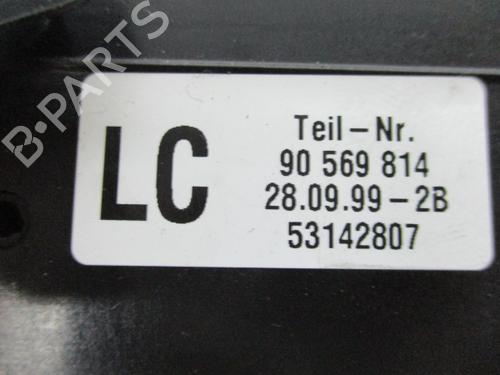 B-PARTS
LC
Teil-Nr.
90 569 814
28.09.99-2B
53142807